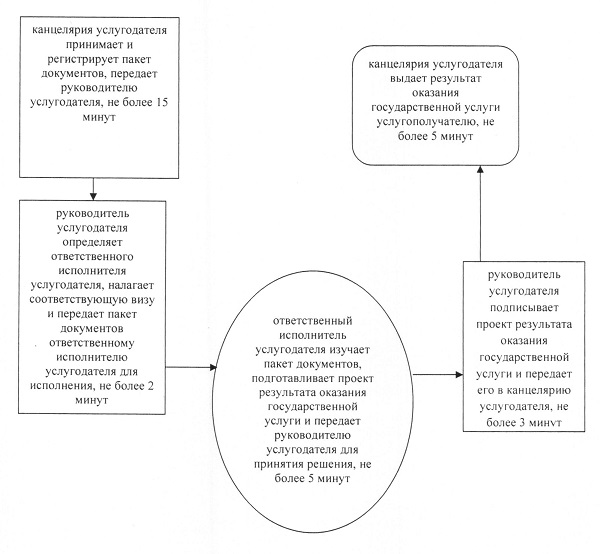 канцелярия услугодателя
принимает и
регистрирует пакет
документов, передает
руководителю
услугодателя, не более 15
минут
руководитель
услугодателя
определяет
ответственного
исполнителя
услугодателя, налагает
соответствующую визу
и передает пакет
документов
ответственному
исполнителю
услугодателя для
исполнения, не более 2
минут
ответственный
исполнитель
услугодателя изучает
пакет документов,
подготавливает проект
результата оказания
государственной
услуги и передает
руководителю
услугодателя для
принятия решения, не
более 5 минут
руководитель
услугодателя
подписывает
проект результата
оказания
государственной
услуги и передает
его в канцелярию
услугодателя, не
более 3 минут
канцелярия услугодателя
выдает результат
оказания
государственной услуги
услугополучателю, не
более 5 минут